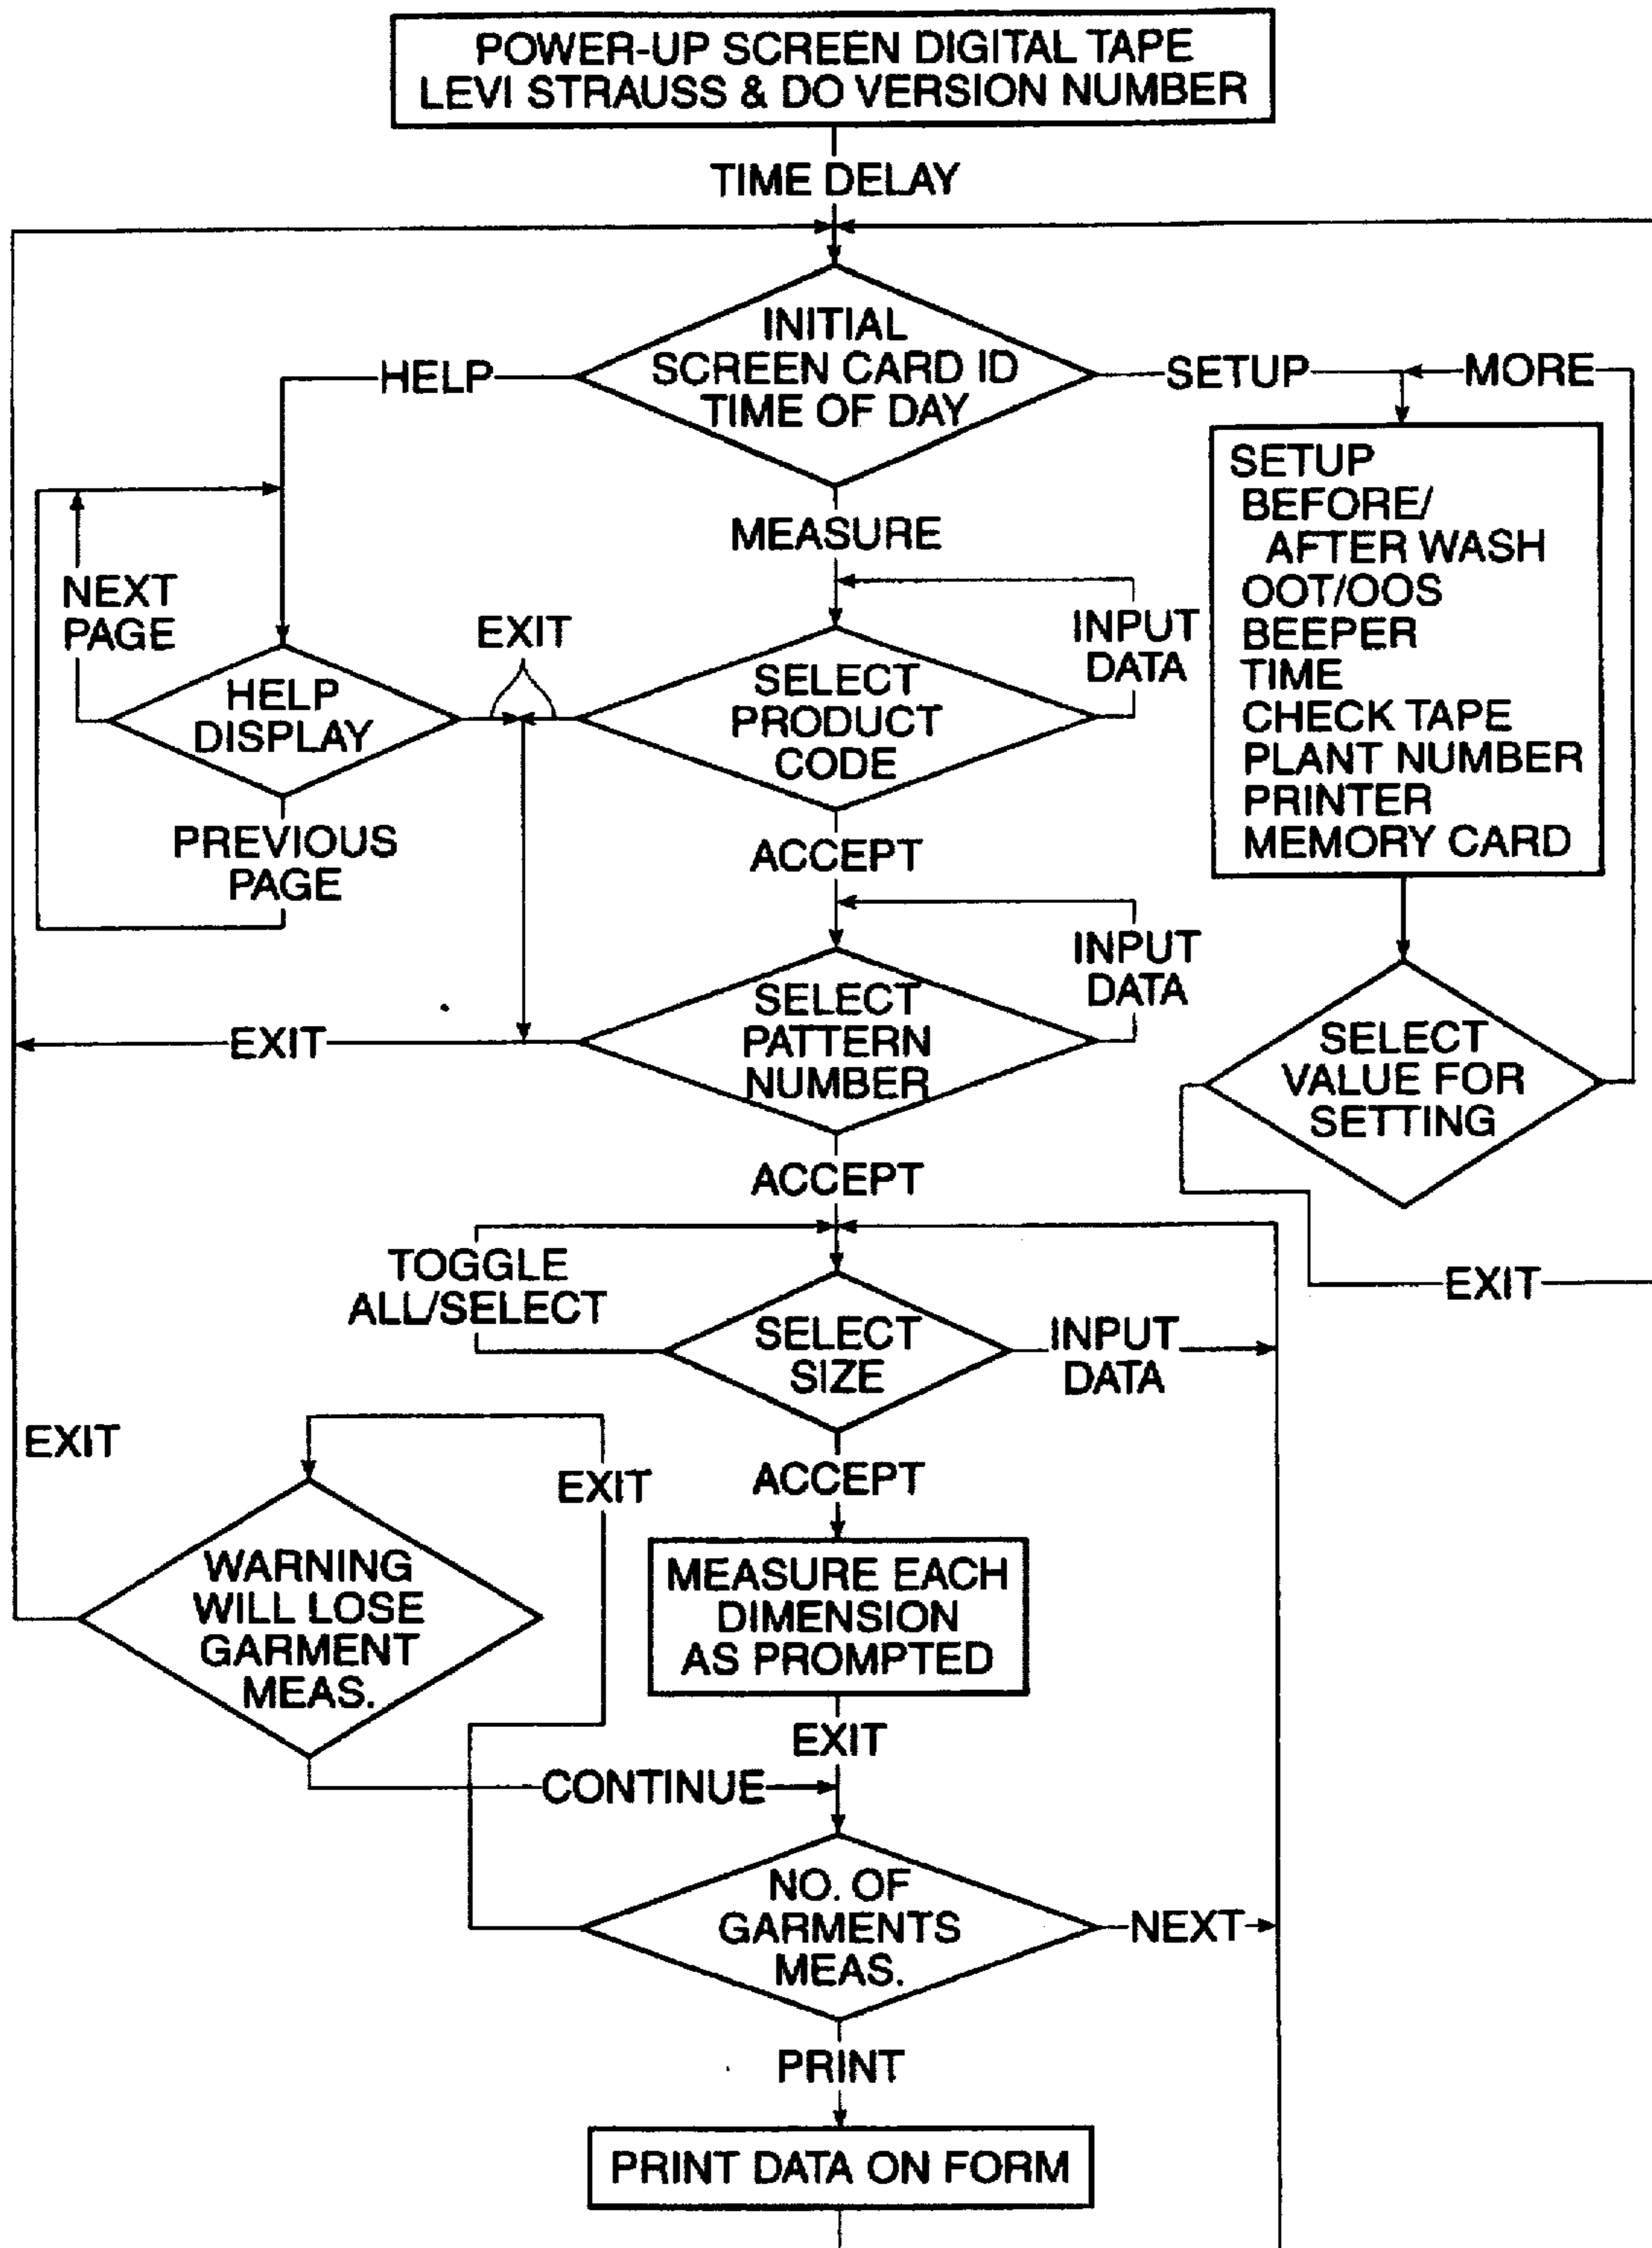 POWER-UP SCREEN DIGITAL TAPE
LEVI STRAUSS & DO VERSION NUMBER
TIME DELAY
INITIAL
SCREEN CARD ID
TIME OF DAY
HELP
SETUP
MORE
SETUP
BEFORE/
AFTER WASH
OOT/OOS
BEEPER
TIME
CHECK TAPE
PLANT NUMBER
PRINTER
MEMORY CARD
MEASURE
NEXT
PAGE
EXIT
INPUT
DATA
HELP
DISPLAY
SELECT
PRODUCT
CODE
PREVIOUS
PAGE
ACCEPT
INPUT
DATA
SELECT
PATTERN
NUMBER
EXIT
SELECT
VALUE FOR
SETTING
ACCEPT
TOGGLE
ALL/SELECT
EXIT
SELECT
SIZE
INPUT
DATA
EXIT
EXIT
ACCEPT
WARNING
WILL LOSE
GARMENT
MEAS.
MEASURE EACH
DIMENSION
AS PROMPTED
EXIT
CONTINUE
NO. OF
GARMENTS
MEAS.
NEXT
PRINT
PRINT DATA ON FORM